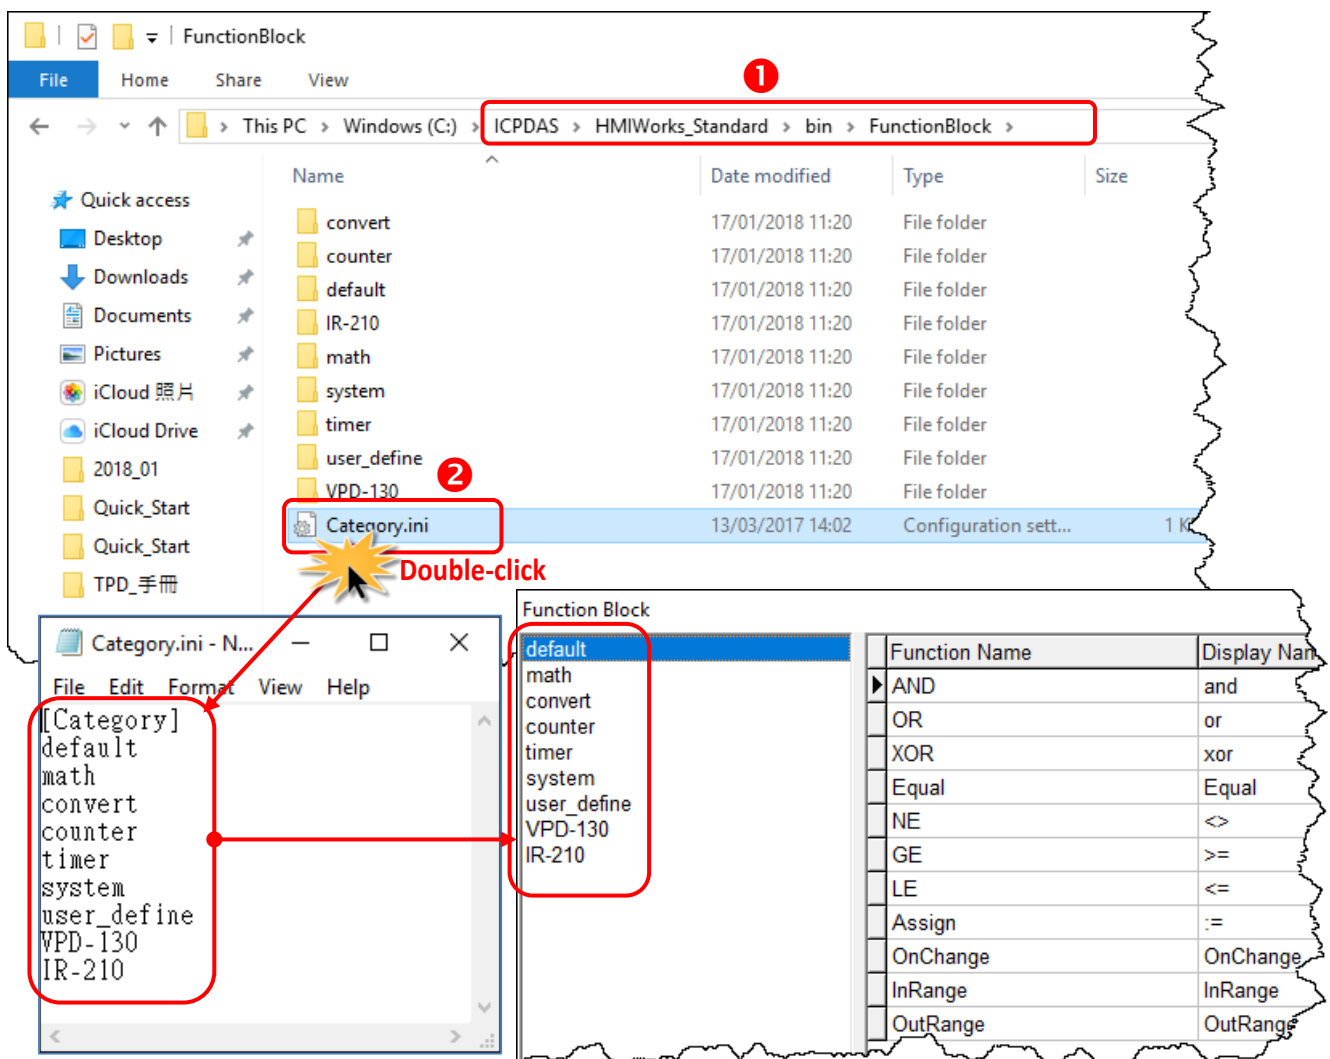 FunctionBlock
File Home Share View
1
This PC > Windows (C:) > ICPDAS > HMIWorks_Standard > bin > FunctionBlock >
Name Date modified Type Size
Quick access
Desktop
Downloads
Documents
Pictures
iCloud 照片
iCloud Drive
2018_01
Quick_Start
Quick_Start
TPD_手冊
convert 17/01/2018 11:20 File folder
counter 17/01/2018 11:20 File folder
default 17/01/2018 11:20 File folder
IR-210 17/01/2018 11:20 File folder
math 17/01/2018 11:20 File folder
system 17/01/2018 11:20 File folder
timer 17/01/2018 11:20 File folder
user_define 17/01/2018 11:20 File folder
2
VPD-130 17/01/2018 11:20 File folder
Category.ini 13/03/2017 14:02 Configuration sett... 1 K
Double-click
Category.ini - N...
File Edit Format View Help
[Category]
default
math
convert
counter
timer
system
user_define
VPD-130
IR-210
Function Block
default
math
convert
counter
timer
system
user_define
VPD-130
IR-210
Function Name Display Nam
AND and
OR or
XOR xor
Equal Equal
NE <>
GE >=
LE <=
Assign :=
OnChange OnChange
InRange InRange
OutRange OutRange